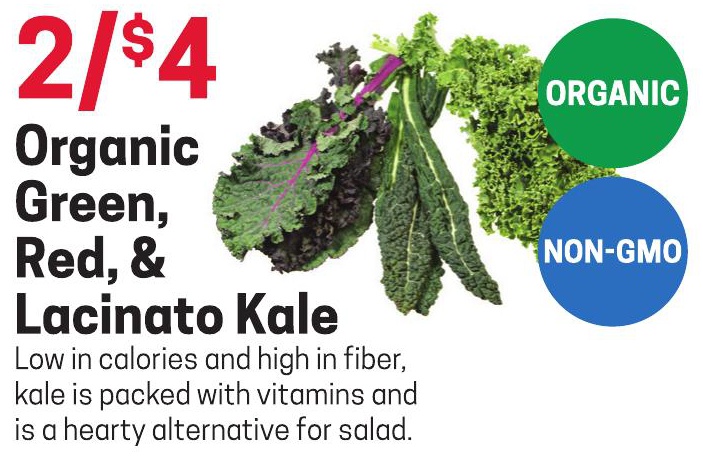 2/$4
Organic
Green,
Red, &
Lacinato Kale
Low in calories and high in fiber,
kale is packed with vitamins and
is a hearty alternative for salad.
ORGANIC
NON-GMO